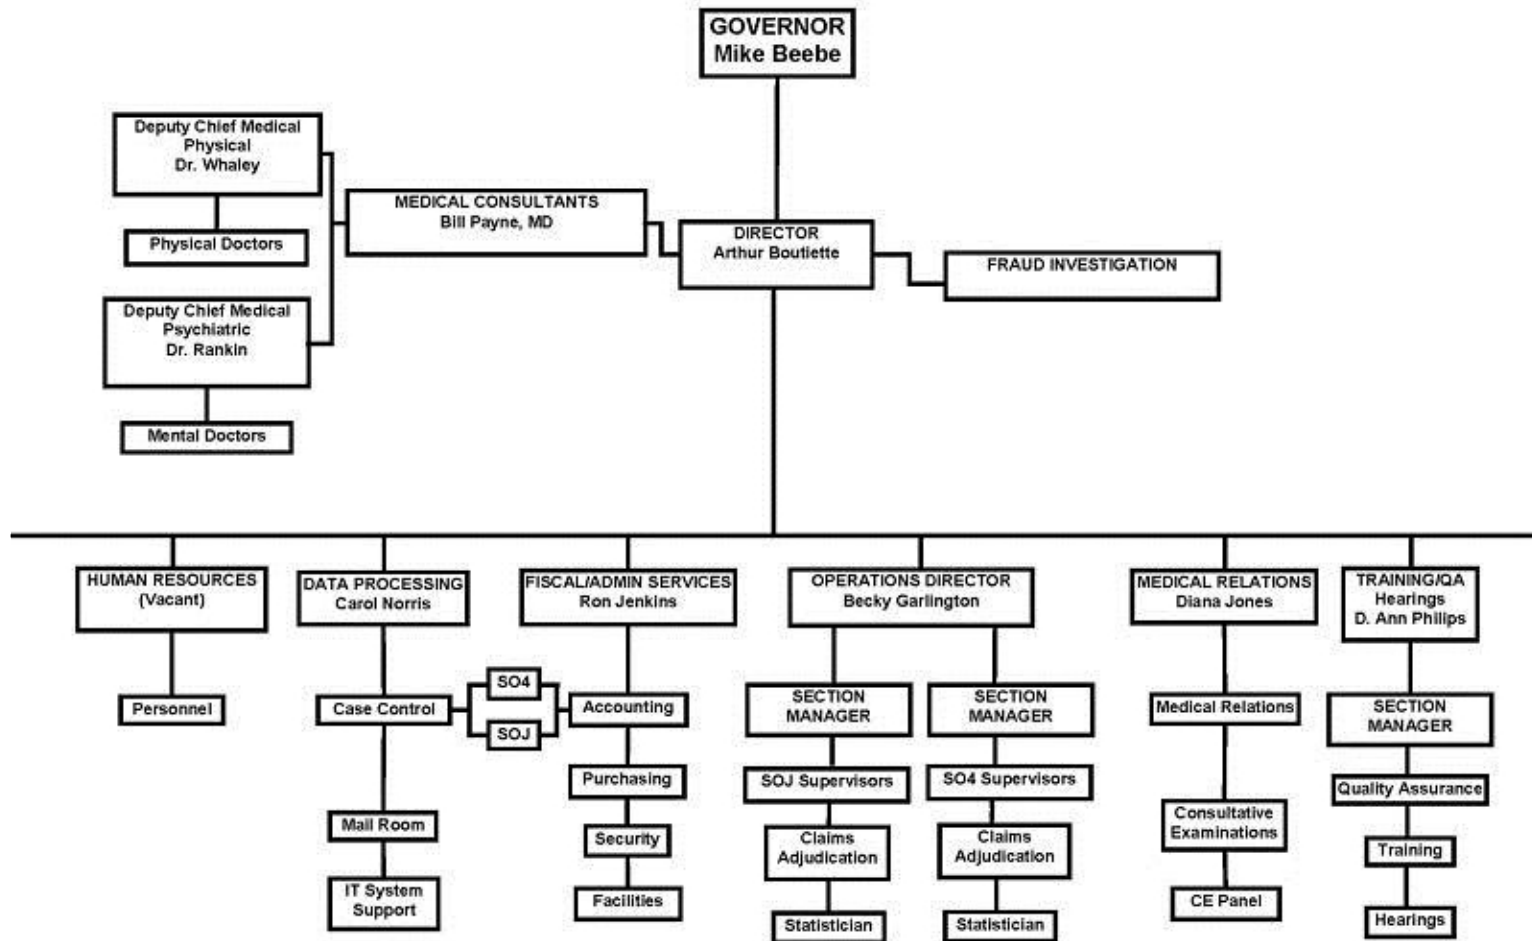 GOVERNOR
Mike Beebe
Deputy Chief Medical
Physical
Dr. Whaley
Physical Doctors
MEDICAL CONSULTANTS
Bill Payne, MD
DIRECTOR
Arthur Boutiette
FRAUD INVESTIGATION
Deputy Chief Medical
Psychiatric
Dr. Rankin
Mental Doctors
HUMAN RESOURCES
(Vacant)
Personnel
DATA PROCESSING
Carol Norris
Case Control
Mail Room
IT System
Support
SO4
SOJ
FISCAL/ADMIN SERVICES
Ron Jenkins
Accounting
Purchasing
Security
Facilities
OPERATIONS DIRECTOR
Becky Garlington
SECTION
MANAGER
SOJ Supervisors
Claims
Adjudication
Statistician
SECTION
MANAGER
SO4 Supervisors
Claims
Adjudication
Statistician
MEDICAL RELATIONS
Diana Jones
Medical Relations
Consultative
Examinations
CE Panel
TRAINING/QA
Hearings
D. Ann Philips
SECTION
MANAGER
Quality Assurance
Training
Hearings